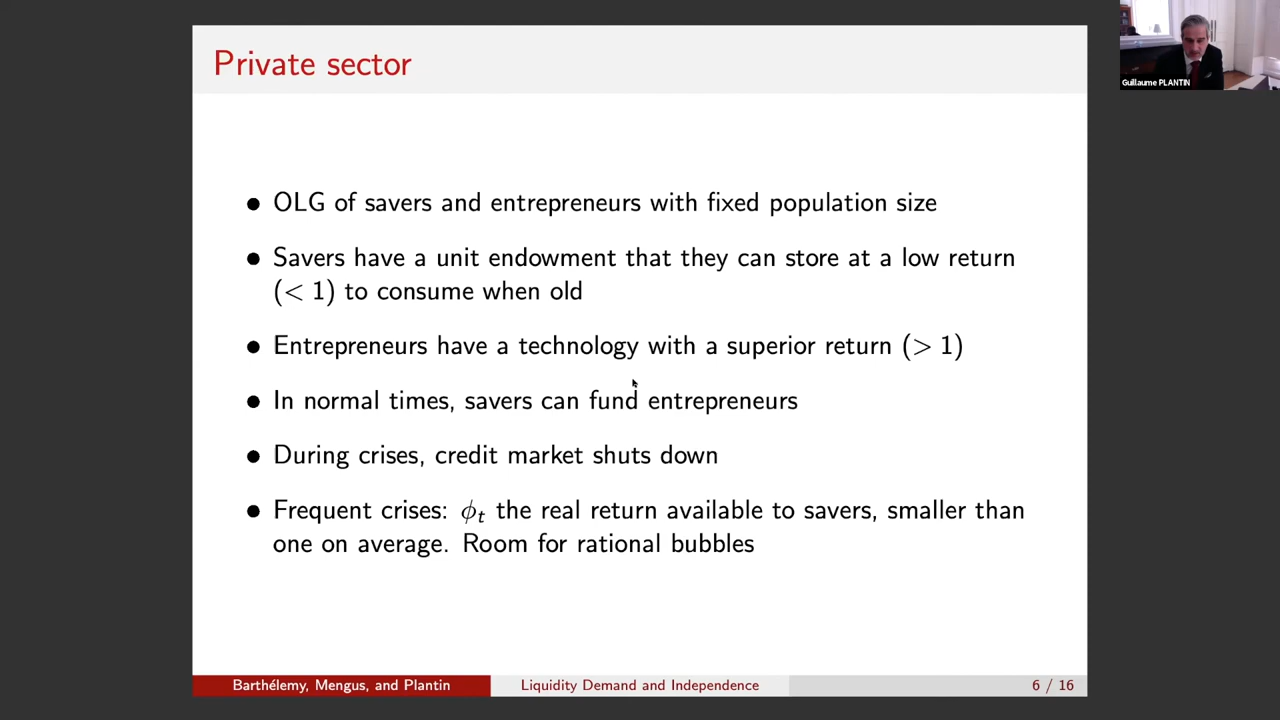 Private sector
Guillaume PLANTIN
• OLG of savers and entrepreneurs with fixed population size
• Savers have a unit endowment that they can store at a low return
(< 1) to consume when old
• Entrepreneurs have a technology with a superior return (> 1)
• In normal times, savers can fund entrepreneurs
• During crises, credit market shuts down
• Frequent crises: ϕt the real return available to savers, smaller than
one on average. Room for rational bubbles
Barthélemy, Mengus, and Plantin
Liquidity Demand and Independence
6 / 16